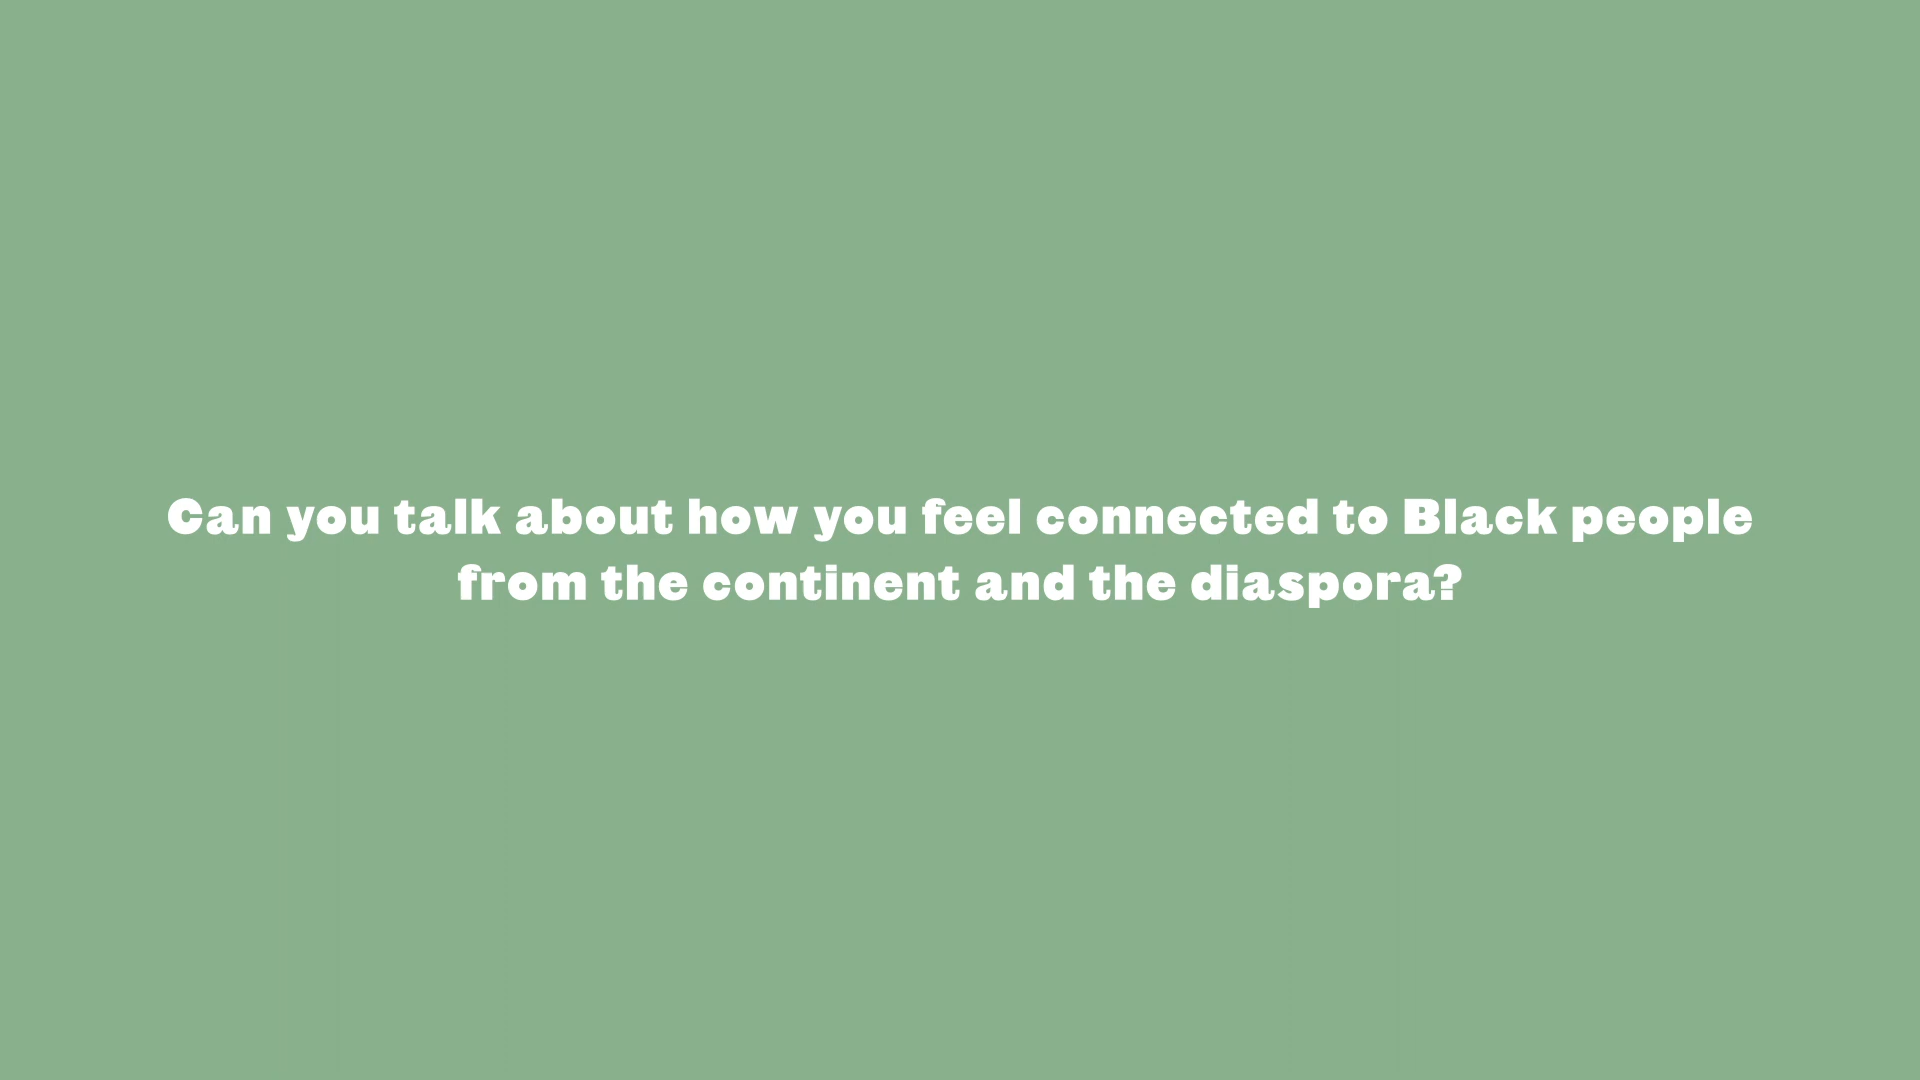 Can you talk about how you feel connected to Black people
from the continent and the diaspora?